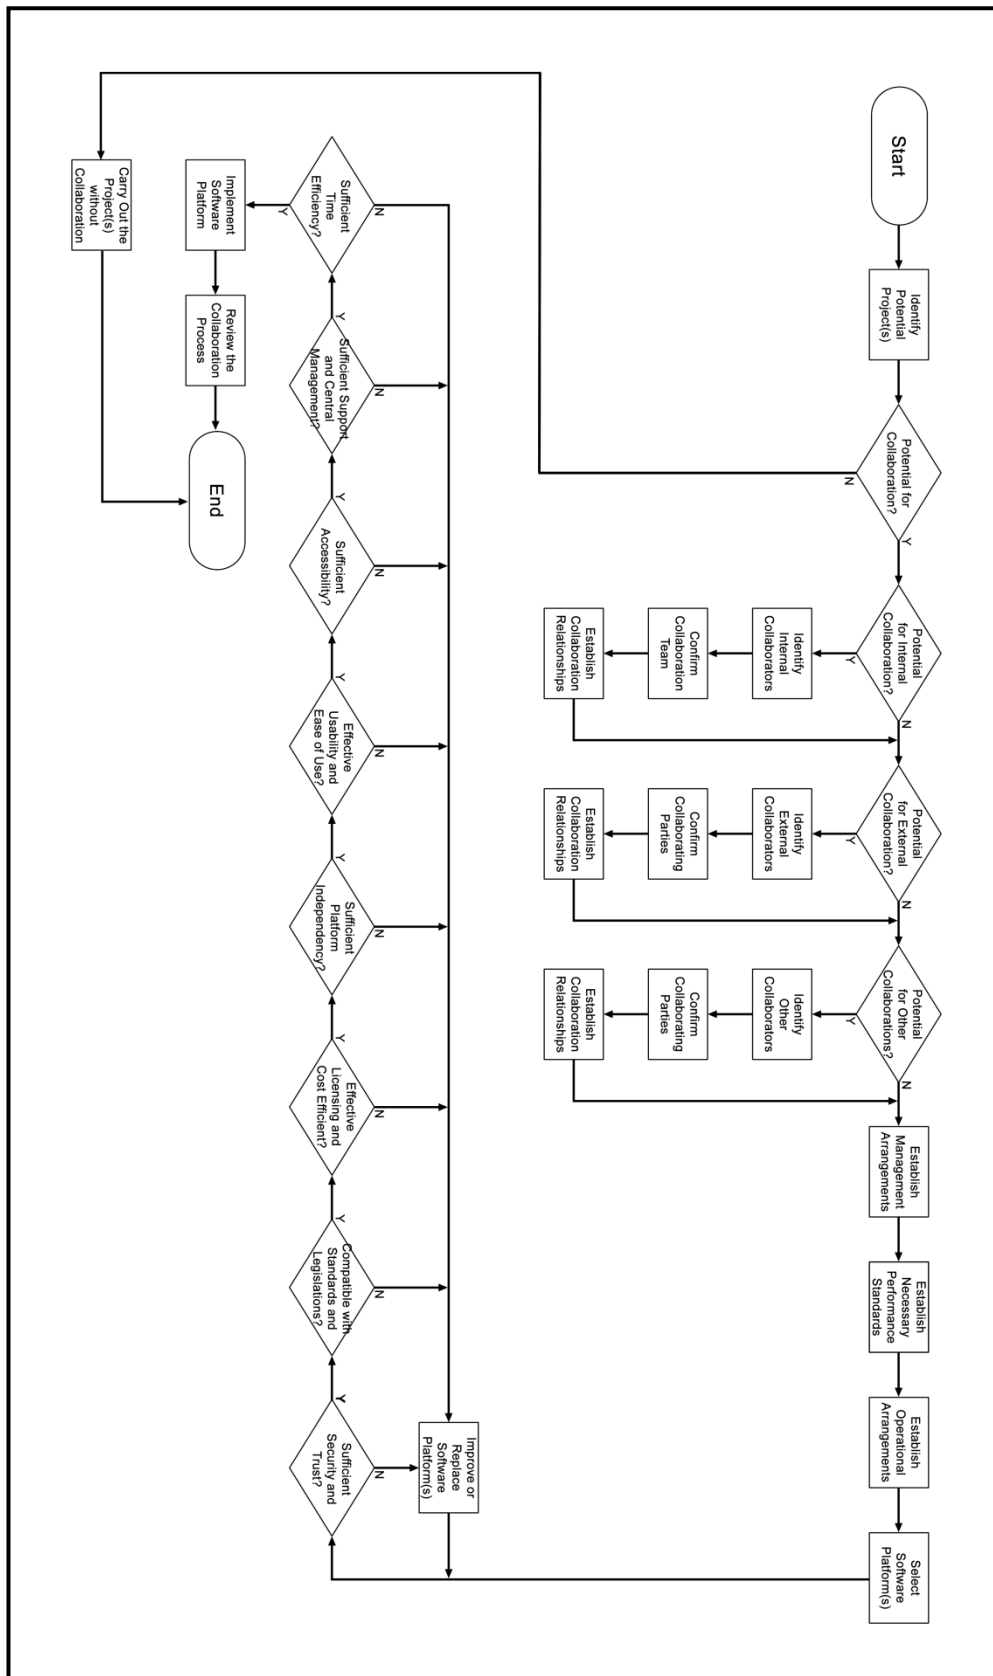 Start
Identify
Potential
Project(s)
Potential for
Collaboration?
Y
N
Potential
for Internal
Collaboration?
N
Y
Identify
Internal
Collaborators
Confirm
Collaboration
Team
Establish
Collaboration
Relationships
Potential
for External
Collaboration?
N
Y
Identify
External
Collaborators
Confirm
Collaborating
Parties
Establish
Collaboration
Relationships
Potential
for Other
Collaborations?
N
Y
Identify
Other
Collaborators
Confirm
Collaborating
Parties
Establish
Collaboration
Relationships
Establish
Management
Arrangements
Establish
Necessary
Performance
Standards
Establish
Operational
Arrangements
Select
Software
Platform(s)
Improve or
Replace
Software
Platform(s)
Sufficient
Security and
Trust?
N
Y
Compatible with
Standards and
Legislations?
N
Y
Effective
Licensing and
Cost Efficient?
N
Y
Sufficient
Platform
Independency?
N
Y
Effective
Usability and
Ease of Use?
N
Y
Sufficient
Accessibility?
N
Y
Sufficient Support
and Central
Management?
N
Y
Sufficient
Time
Efficiency?
N
Y
Implement
Software
Platform
Review the
Collaboration
Process
End
Carry Out the
Project(s)
without
Collaboration